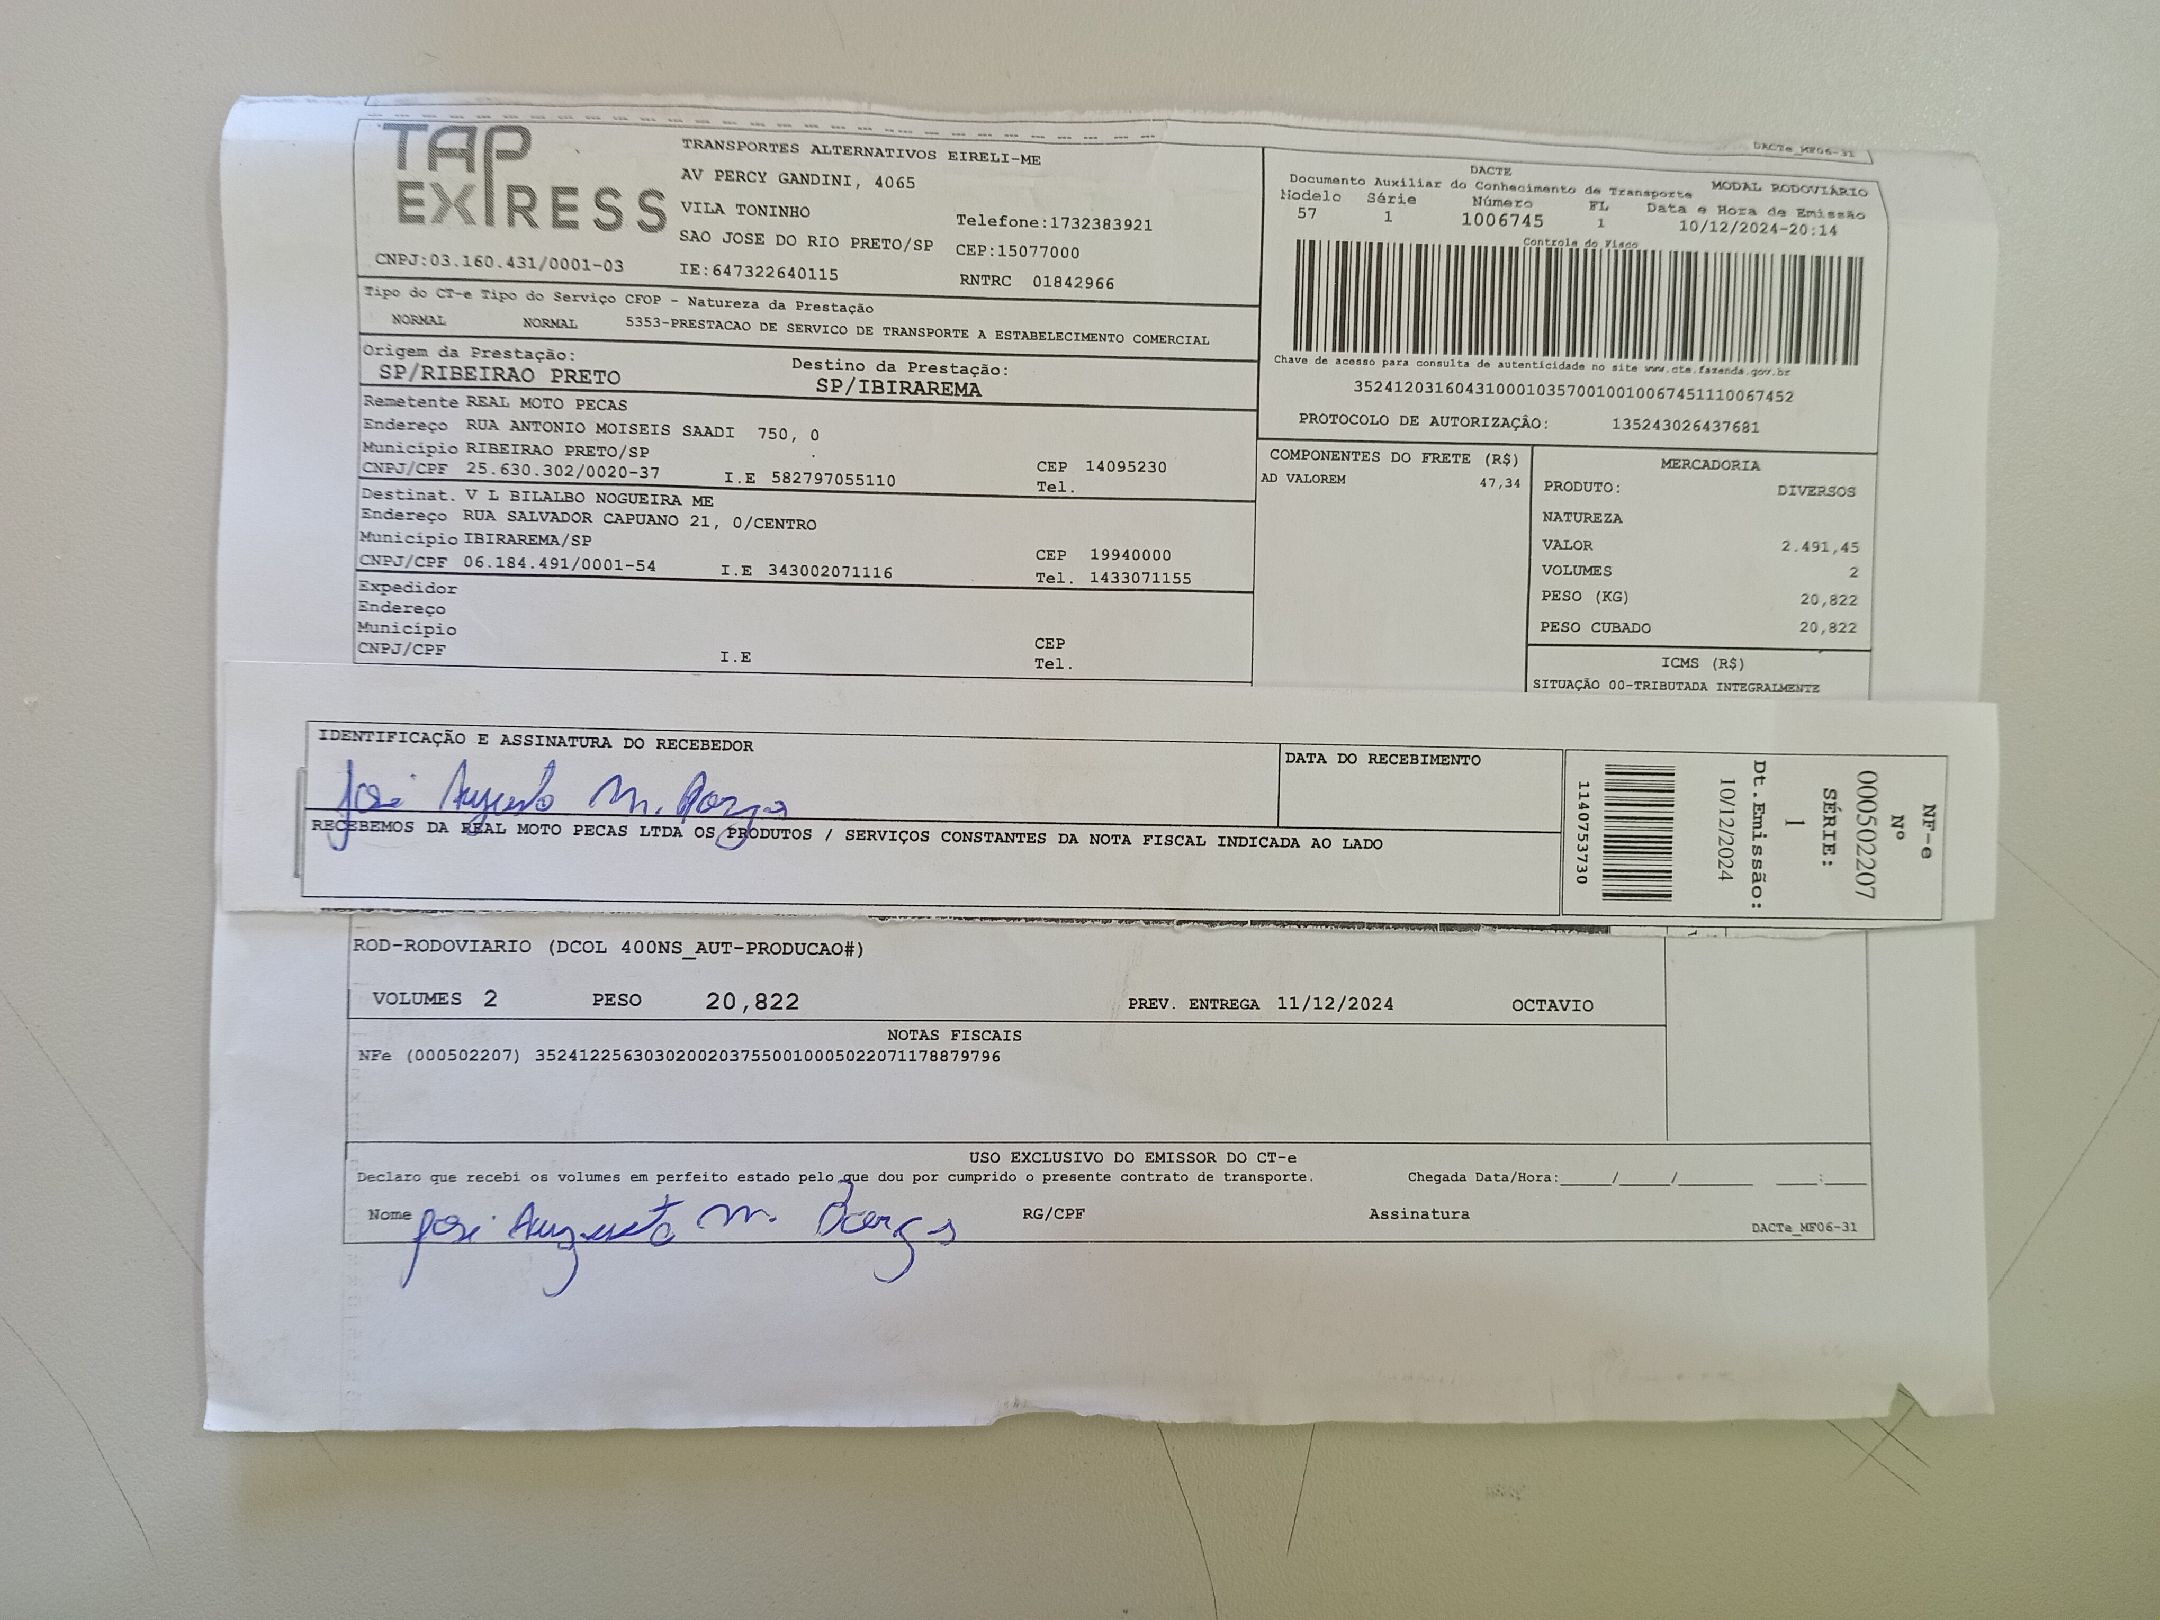 DACTe_MF06-31
TAP EXPRESS
TRANSPORTES ALTERNATIVOS EIRELI-ME
AV PERCY GANDINI, 4065
VILA TONINHO
Telefone:1732383921
SAO JOSE DO RIO PRETO/SP
CEP:15077000
CNPJ:03.160.431/0001-03
IE:647322640115
RNTRC 01842966
DACTE
Documento Auxiliar do Conhecimento de Transporte
MODAL RODOVIÁRIO
Modelo Série Número FL Data e Hora de Emissão
57 1 1006745 1 10/12/2024-20:14
Controle do Fisco
Chave de acesso para consulta de autenticidade no site www.cte.fazenda.gov.br
35241203160431000103570010010067451110067452
PROTOCOLO DE AUTORIZAÇÂO: 135243026437681
Tipo do CT-e Tipo do Serviço CFOP - Natureza da Prestação
NORMAL NORMAL 5353-PRESTACAO DE SERVICO DE TRANSPORTE A ESTABELECIMENTO COMERCIAL
Origem da Prestação: Destino da Prestação:
SP/RIBEIRAO PRETO SP/IBIRAREMA
Remetente REAL MOTO PECAS
Endereço RUA ANTONIO MOISEIS SAADI 750, 0
Município RIBEIRAO PRETO/SP CEP 14095230
CNPJ/CPF 25.630.302/0020-37 I.E 582797055110 Tel.
Destinat. V L BILALBO NOGUEIRA ME
Endereço RUA SALVADOR CAPUANO 21, 0/CENTRO
Município IBIRAREMA/SP CEP 19940000
CNPJ/CPF 06.184.491/0001-54 I.E 343002071116 Tel. 1433071155
Expedidor
Endereço
Município CEP
CNPJ/CPF I.E Tel.
COMPONENTES DO FRETE (R$)
AD VALOREM 47,34
MERCADORIA
PRODUTO: DIVERSOS
NATUREZA
VALOR 2.491,45
VOLUMES 2
PESO (KG) 20,822
PESO CUBADO 20,822
ICMS (R$)
SITUAÇÃO 00-TRIBUTADA INTEGRALMENTE
IDENTIFICAÇÃO E ASSINATURA DO RECEBEDOR
DATA DO RECEBIMENTO
José Augusto M. Borges
RECEBEMOS DA REAL MOTO PECAS LTDA OS PRODUTOS / SERVIÇOS CONSTANTES DA NOTA FISCAL INDICADA AO LADO
NF-e
Nº
000502207
SÉRIE:
1
Dt.Emissão:
10/12/2024
1140753730
ROD-RODOVIARIO (DCOL 400NS_AUT-PRODUCAO#)
VOLUMES 2 PESO 20,822 PREV. ENTREGA 11/12/2024 OCTAVIO
NOTAS FISCAIS
NFe (000502207) 35241225630302002037550010005022071178879796
USO EXCLUSIVO DO EMISSOR DO CT-e
Declaro que recebi os volumes em perfeito estado pelo que dou por cumprido o presente contrato de transporte. Chegada Data/Hora:____/____/______ ___:___
Nome José Augusto M. Borges RG/CPF Assinatura
DACTe_MF06-31